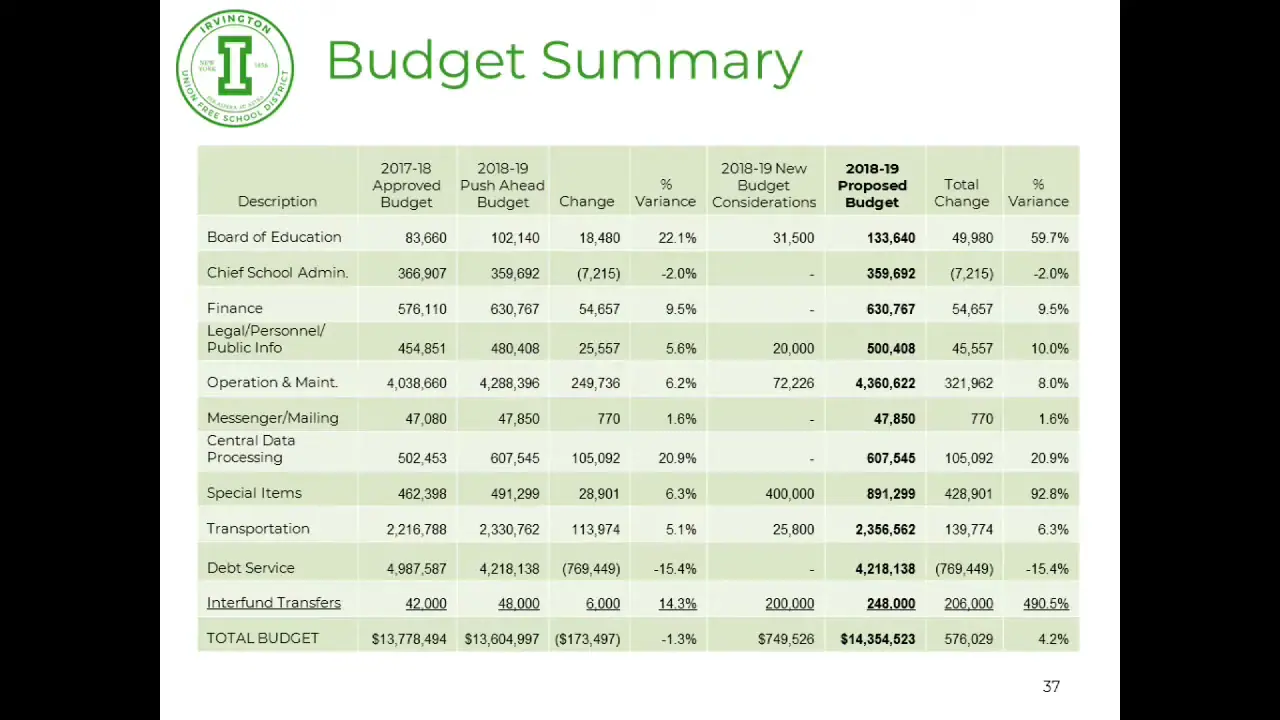 IRVINGTON
NEW YORK
UNION FREE SCHOOL DISTRICT
Budget Summary
Description 2017-18 Approved Budget 2018-19 Push Ahead Budget Change % Variance 2018-19 New Budget Considerations 2018-19 Proposed Budget Total Change % Variance
Board of Education 83,660 102,140 18,480 22.1% 31,500 133,640 49,980 59.7%
Chief School Admin. 366,907 359,692 (7,215) -2.0% - 359,692 (7,215) -2.0%
Finance 576,110 630,767 54,657 9.5% - 630,767 54,657 9.5%
Legal/Personnel/
Public Info 454,851 480,408 25,557 5.6% 20,000 500,408 45,557 10.0%
Operation & Maint. 4,038,660 4,288,396 249,736 6.2% 72,226 4,360,622 321,962 8.0%
Messenger/Mailing 47,080 47,850 770 1.6% - 47,850 770 1.6%
Central Data
Processing 502,453 607,545 105,092 20.9% - 607,545 105,092 20.9%
Special Items 462,398 491,299 28,901 6.3% 400,000 891,299 428,901 92.8%
Transportation 2,216,788 2,330,762 113,974 5.1% 25,800 2,356,562 139,774 6.3%
Debt Service 4,987,587 4,218,138 (769,449) -15.4% - 4,218,138 (769,449) -15.4%
Interfund Transfers 42,000 48,000 6,000 14.3% 200,000 248,000 206,000 490.5%
TOTAL BUDGET $13,778,494 $13,604,997 ($173,497) -1.3% $749,526 $14,354,523 576,029 4.2%
37